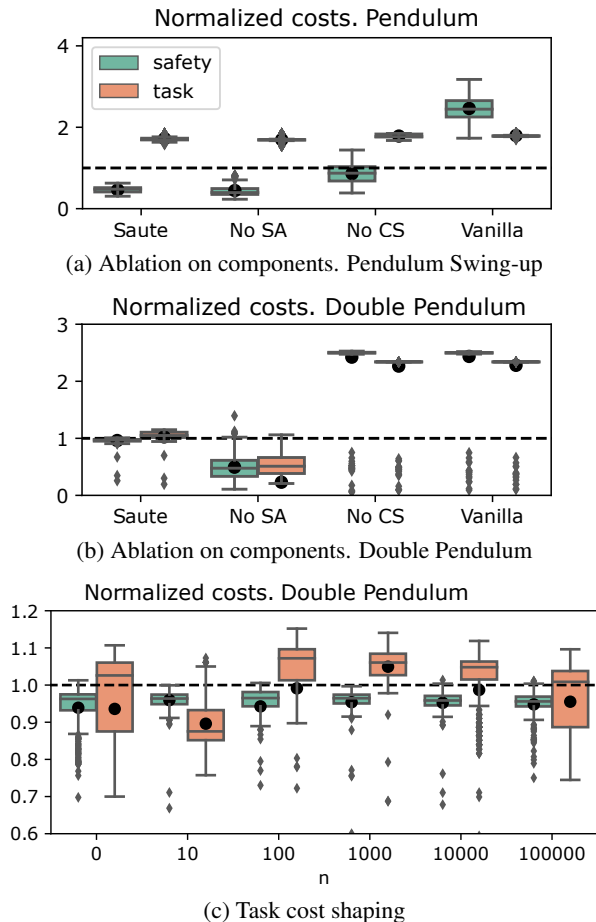 Normalized costs. Pendulum
4
2
0
safety
task
Saute No SA No CS Vanilla
(a) Ablation on components. Pendulum Swing-up
Normalized costs. Double Pendulum
3
2
1
0
Saute No SA No CS Vanilla
(b) Ablation on components. Double Pendulum
Normalized costs. Double Pendulum
1.2
1.1
1.0
0.9
0.8
0.7
0.6
0 10 100 1000 10000 100000
n
(c) Task cost shaping